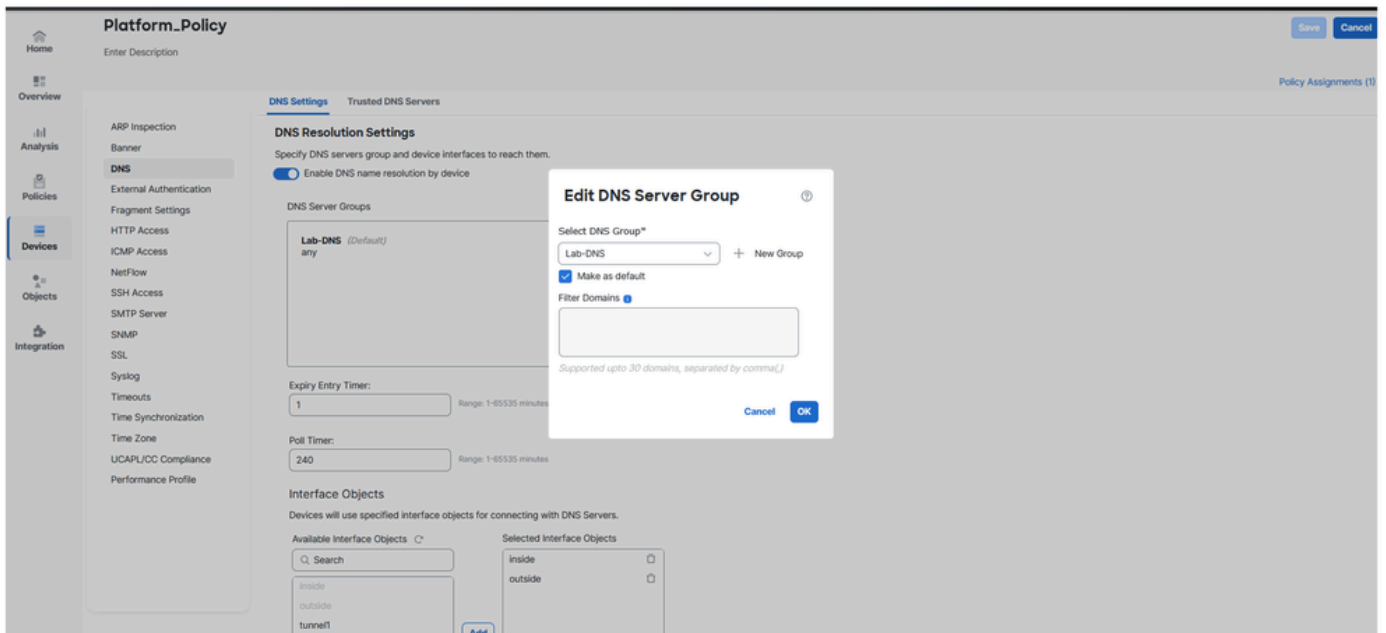 Platform_Policy
Enter Description
Save
Cancel
Policy Assignments (1)
Home
Overview
Analysis
Policies
Devices
Objects
Integration
ARP Inspection
Banner
DNS
External Authentication
Fragment Settings
HTTP Access
ICMP Access
NetFlow
SSH Access
SMTP Server
SNMP
SSL
Syslog
Timeouts
Time Synchronization
Time Zone
UCAPL/CC Compliance
Performance Profile
DNS Settings
Trusted DNS Servers
DNS Resolution Settings
Specify DNS servers group and device interfaces to reach them.
Enable DNS name resolution by device
DNS Server Groups
Lab-DNS (Default)
any
Expiry Entry Timer:
1
Range: 1-65535 minutes
Poll Timer:
240
Range: 1-65535 minutes
Interface Objects
Devices will use specified interface objects for connecting with DNS Servers.
Available Interface Objects
Search
inside
outside
tunnel1
Add
Selected Interface Objects
inside
outside
Edit DNS Server Group
Select DNS Group*
Lab-DNS
New Group
Make as default
Filter Domains
Supported upto 30 domains, separated by comma(,)
Cancel
OK